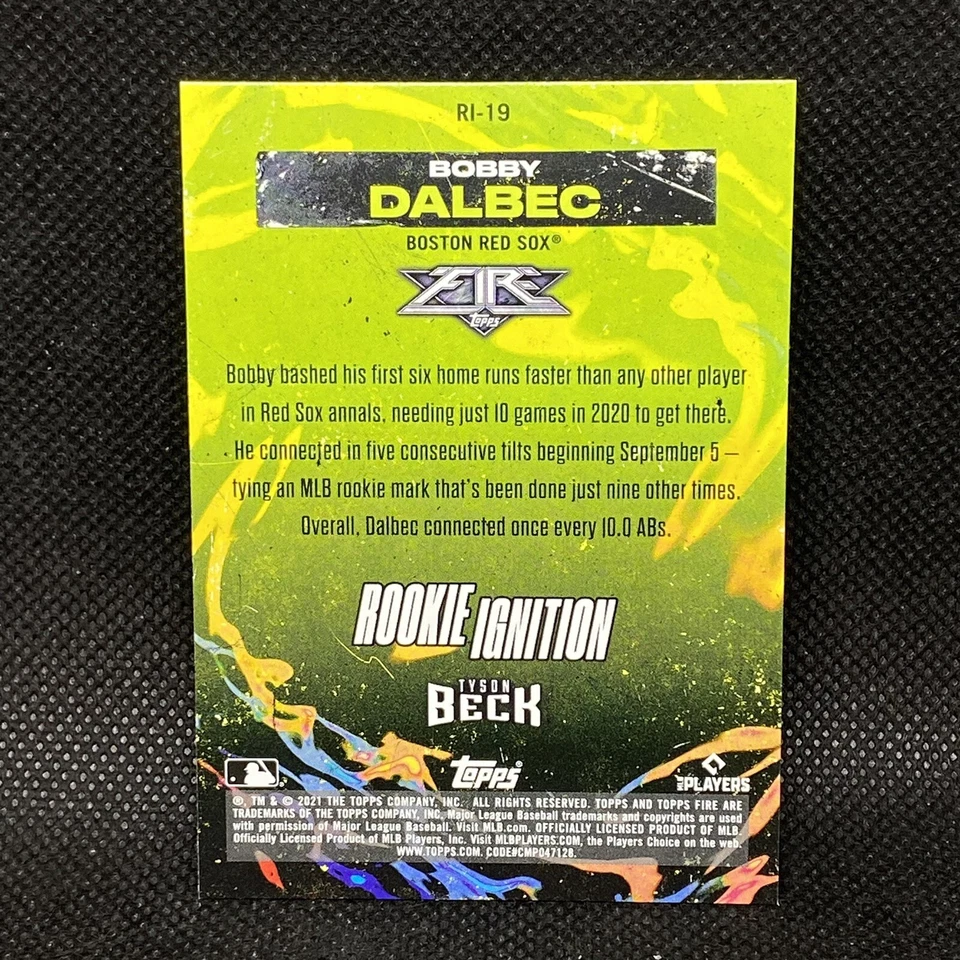 RI-19
BOBBY
DALBEC
BOSTON RED SOX®
FIRE
Topps
Bobby bashed his first six home runs faster than any other player
in Red Sox annals, needing just 10 games in 2020 to get there.
He connected in five consecutive tilts beginning September 5 —
tying an MLB rookie mark that's been done just nine other times.
Overall, Dalbec connected once every 10.0 ABs.
ROOKIE IGNITION
TYSON
BECK
Topps®
MLB PLAYERS
®, TM & © 2021 THE TOPPS COMPANY, INC. ALL RIGHTS RESERVED. TOPPS AND TOPPS FIRE ARE
TRADEMARKS OF THE TOPPS COMPANY, INC. Major League Baseball trademarks and copyrights are used
with permission of Major League Baseball. Visit MLB.com. OFFICIALLY LICENSED PRODUCT OF MLB
Officially Licensed Product of MLB Players, Inc. Visit MLBPLAYERS.COM, the Players Choice on the web.
WWW.TOPPS.COM. CODE#CMP047128.